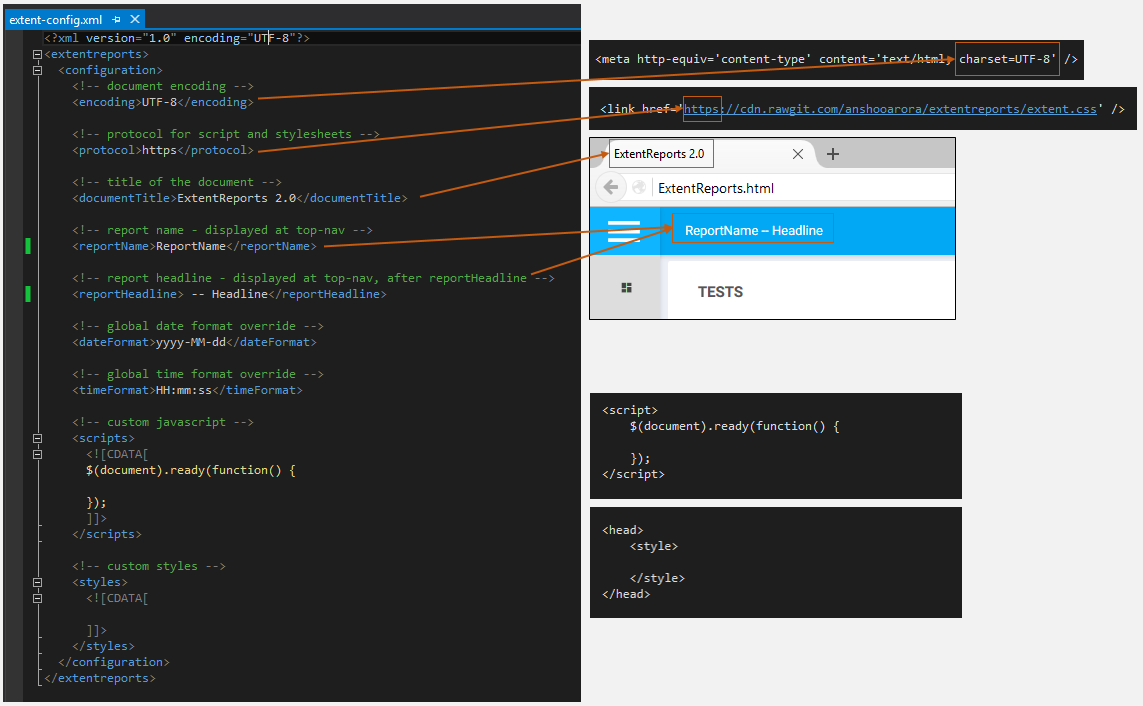 extent-config.xml
<?xml version="1.0" encoding="UTF-8"?>
<extentreports>
<configuration>
<!-- document encoding -->
<encoding>UTF-8</encoding>
<!-- protocol for script and stylesheets -->
<protocol>https</protocol>
<!-- title of the document -->
<documentTitle>ExtentReports 2.0</documentTitle>
<!-- report name - displayed at top-nav -->
<reportName>ReportName</reportName>
<!-- report headline - displayed at top-nav, after reportHeadline -->
<reportHeadline> -- Headline</reportHeadline>
<!-- global date format override -->
<dateFormat>yyyy-MM-dd</dateFormat>
<!-- global time format override -->
<timeFormat>HH:mm:ss</timeFormat>
<!-- custom javascript -->
<scripts>
<![CDATA[
$(document).ready(function() {
});
]]>
</scripts>
<!-- custom styles -->
<styles>
<![CDATA[
]]>
</styles>
</configuration>
</extentreports>
<meta http-equiv='content-type' content='text/html; charset=UTF-8' />
<link href='https://cdn.rawgit.com/anshooarora/extentreports/extent.css' />
ExtentReports 2.0
ExtentReports.html
ReportName – Headline
TESTS
<script>
$(document).ready(function() {
});
</script>
<head>
<style>
</style>
</head>